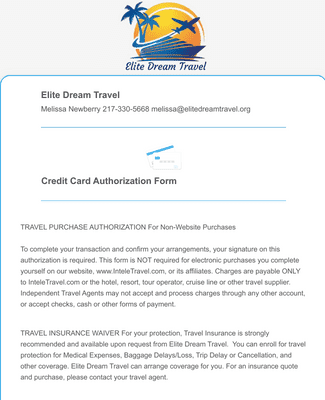 Elite Dream Travel
Elite Dream Travel
Melissa Newberry 217-330-5668 melissa@elitedreamtravel.org
Credit Card Authorization Form
TRAVEL PURCHASE AUTHORIZATION For Non-Website Purchases
To complete your transaction and confirm your arrangements, your signature on this
authorization is required. This form is NOT required for electronic purchases you complete
yourself on our website, www.InteleTravel.com, or its affiliates. Charges are payable ONLY
to InteleTravel.com or the hotel, resort, tour operator, cruise line or other travel supplier.
Independent Travel Agents may not accept and process charges through any other account,
or accept checks, cash or other forms of payment.
TRAVEL INSURANCE WAIVER For your protection, Travel Insurance is strongly
recommended and available upon request from Elite Dream Travel. You can enroll for travel
protection for Medical Expenses, Baggage Delays/Loss, Trip Delay or Cancellation, and
other coverage. Elite Dream Travel can arrange coverage for you. For an insurance quote
and purchase, please contact your travel agent.